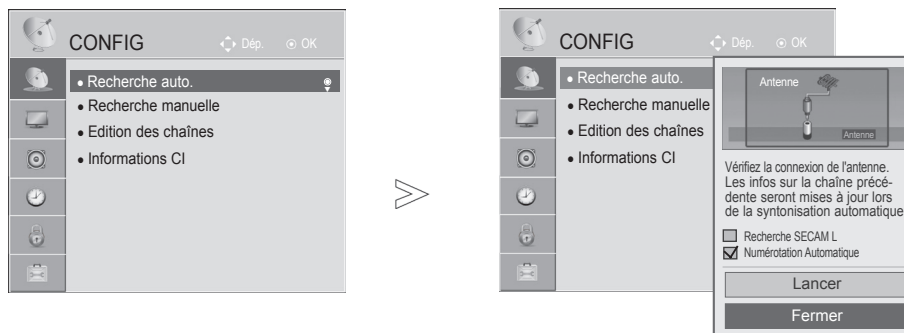 CONFIG
Dép. OK
• Recherche auto.
• Recherche manuelle
• Edition des chaînes
• Informations CI
CONFIG
Dép. OK
• Recherche auto.
• Recherche manuelle
• Edition des chaînes
• Informations CI
Antenne
Antenne
Vérifiez la connexion de l'antenne.
Les infos sur la chaîne précé-
dente seront mises à jour lors
de la syntonisation automatique
Recherche SECAM L
Numérotation Automatique
Lancer
Fermer